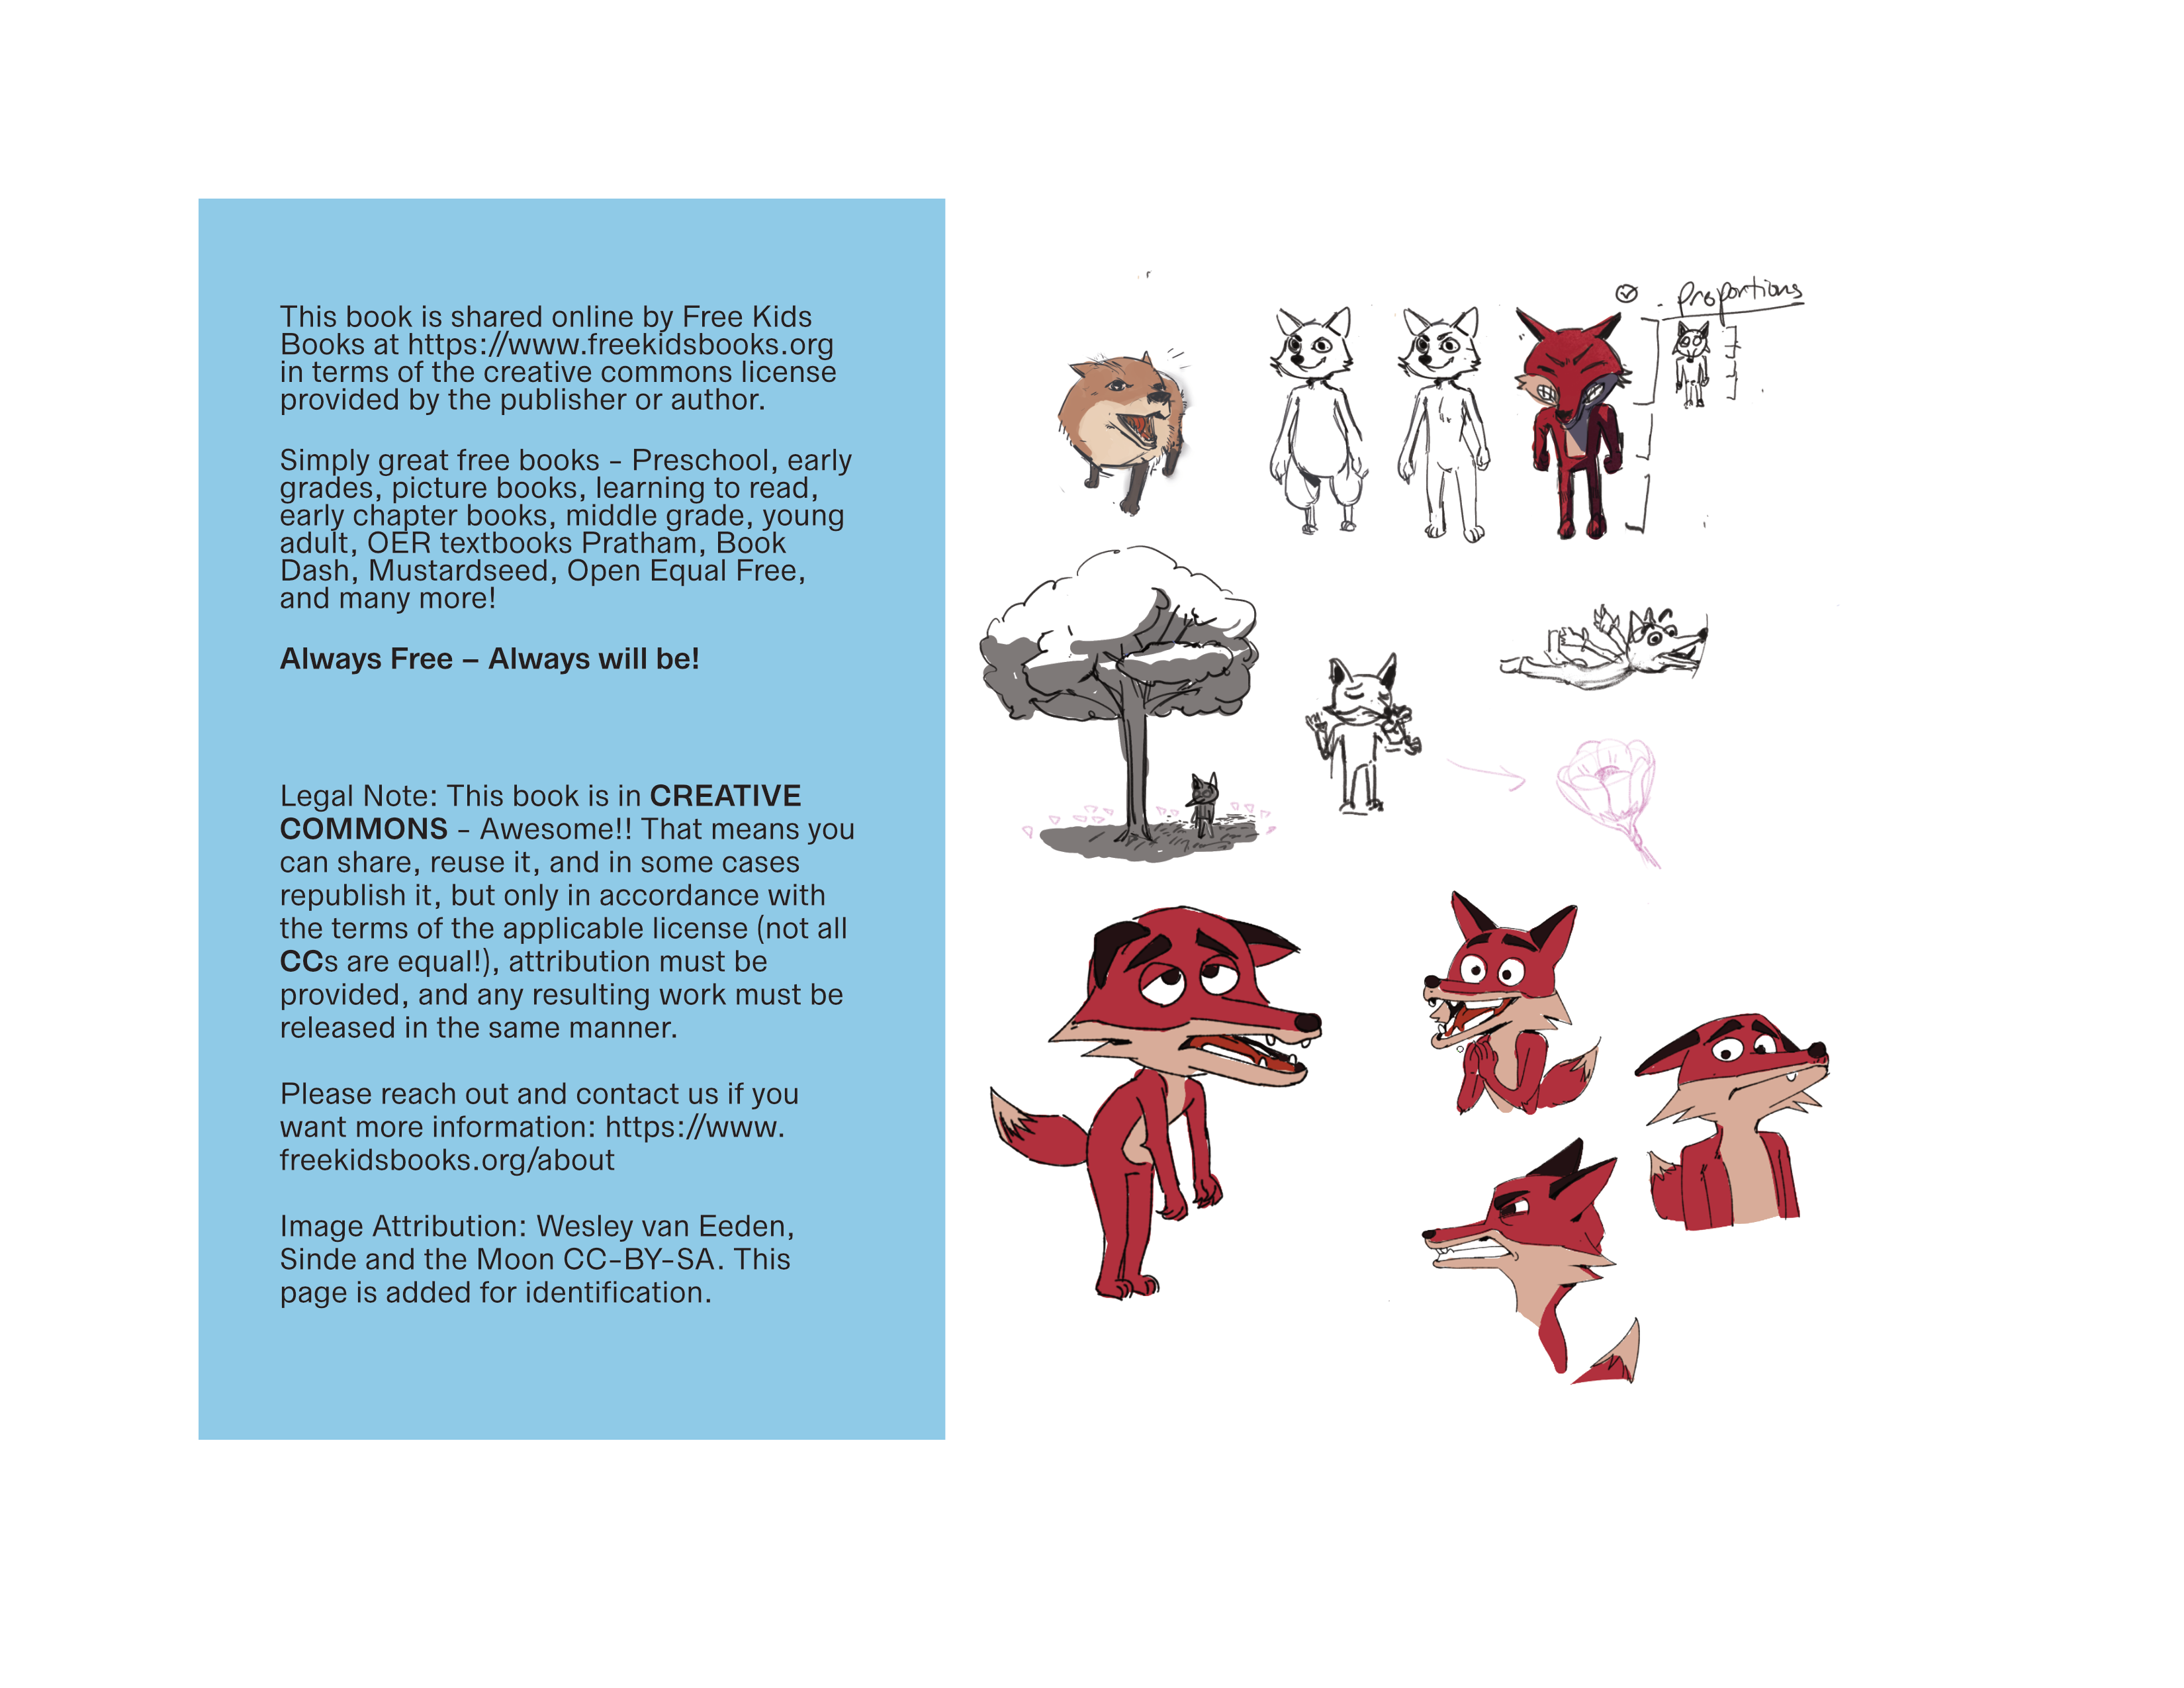 This book is shared online by Free Kids
Books at https://www.freekidsbooks.org
in terms of the creative commons license
provided by the publisher or author.
Simply great free books - Preschool, early
grades, picture books, learning to read,
early chapter books, middle grade, young
adult, OER textbooks Pratham, Book
Dash, Mustardseed, Open Equal Free,
and many more!
Always Free – Always will be!
Legal Note: This book is in CREATIVE
COMMONS - Awesome!! That means you
can share, reuse it, and in some cases
republish it, but only in accordance with
the terms of the applicable license (not all
CCs are equal!), attribution must be
provided, and any resulting work must be
released in the same manner.
Please reach out and contact us if you
want more information: https://www.
freekidsbooks.org/about
Image Attribution: Wesley van Eeden,
Sinde and the Moon CC-BY-SA. This
page is added for identification.
- proportions